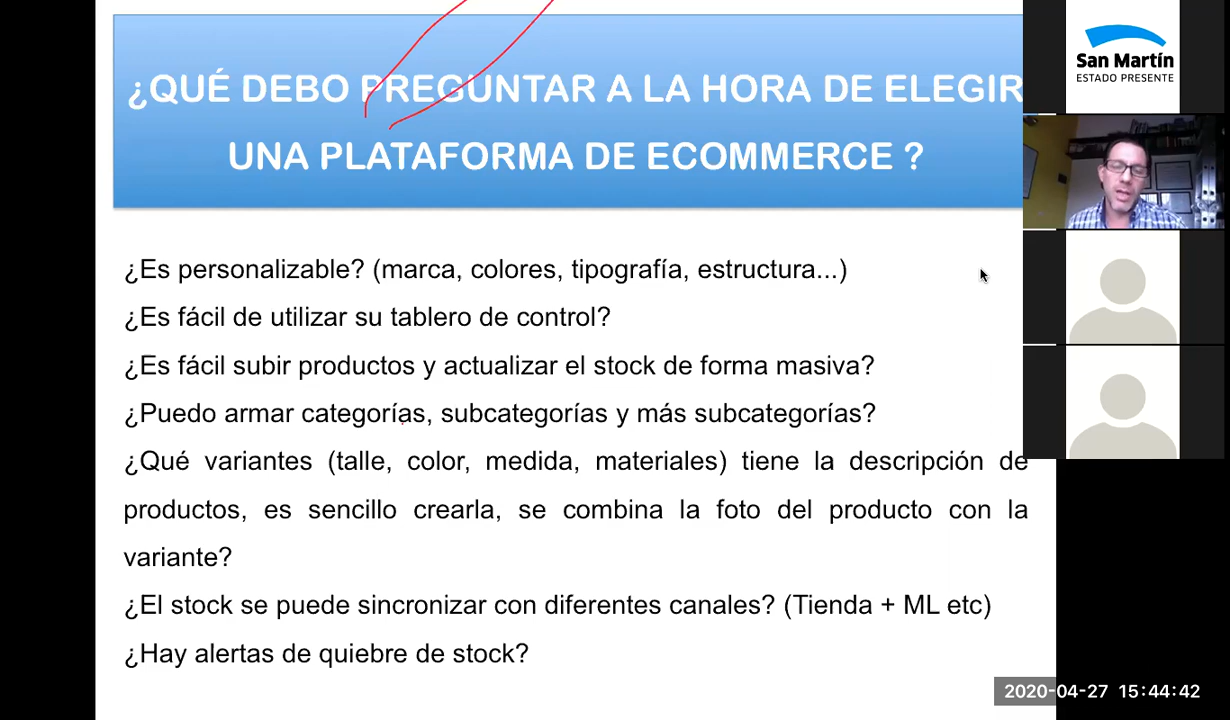 ¿QUÉ DEBO PREGUNTAR A LA HORA DE ELEGIR
UNA PLATAFORMA DE ECOMMERCE ?
San Martín
ESTADO PRESENTE
¿Es personalizable? (marca, colores, tipografía, estructura...)
¿Es fácil de utilizar su tablero de control?
¿Es fácil subir productos y actualizar el stock de forma masiva?
¿Puedo armar categorías, subcategorías y más subcategorías?
¿Qué variantes (talle, color, medida, materiales) tiene la descripción de
productos, es sencillo crearla, se combina la foto del producto con la
variante?
¿El stock se puede sincronizar con diferentes canales? (Tienda + ML etc)
¿Hay alertas de quiebre de stock?
2020-04-27 15:44:42